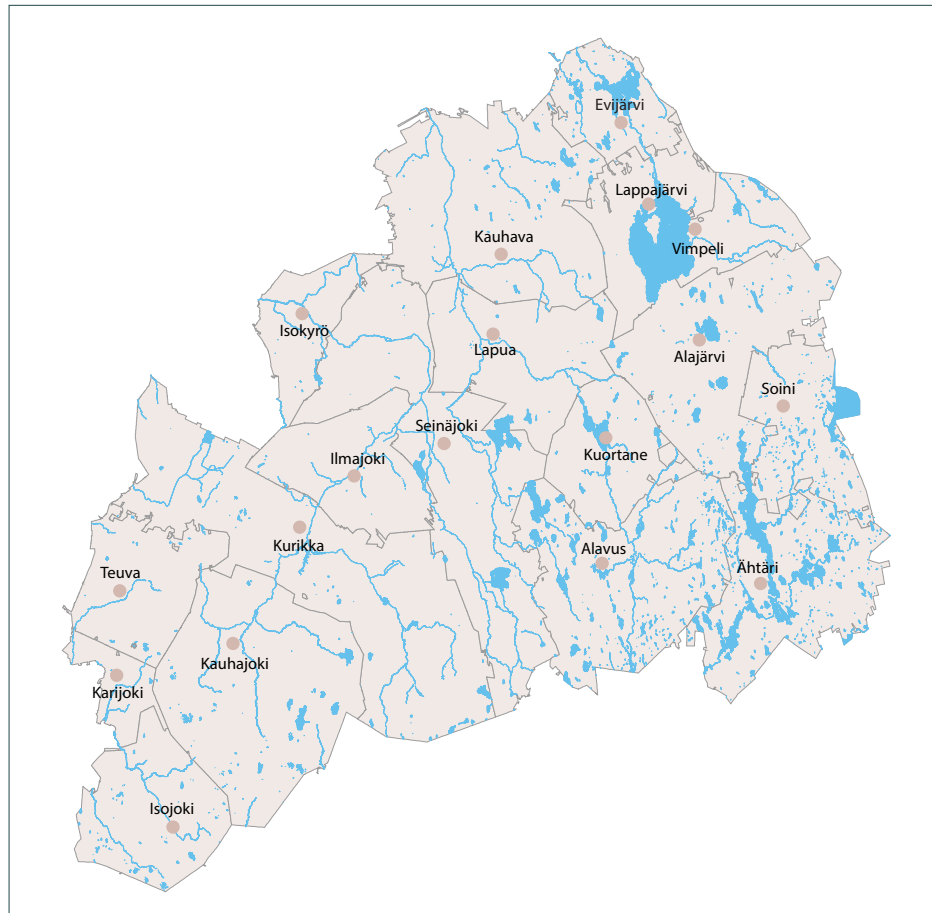 Evijärvi
Lappajärvi
Vimpeli
Kauhava
Isokyrö
Lapua
Alajärvi
Soini
Seinäjoki
Kuortane
Ilmajoki
Kurikka
Alavus
Teuva
Ähtäri
Kauhajoki
Karijoki
Isojoki